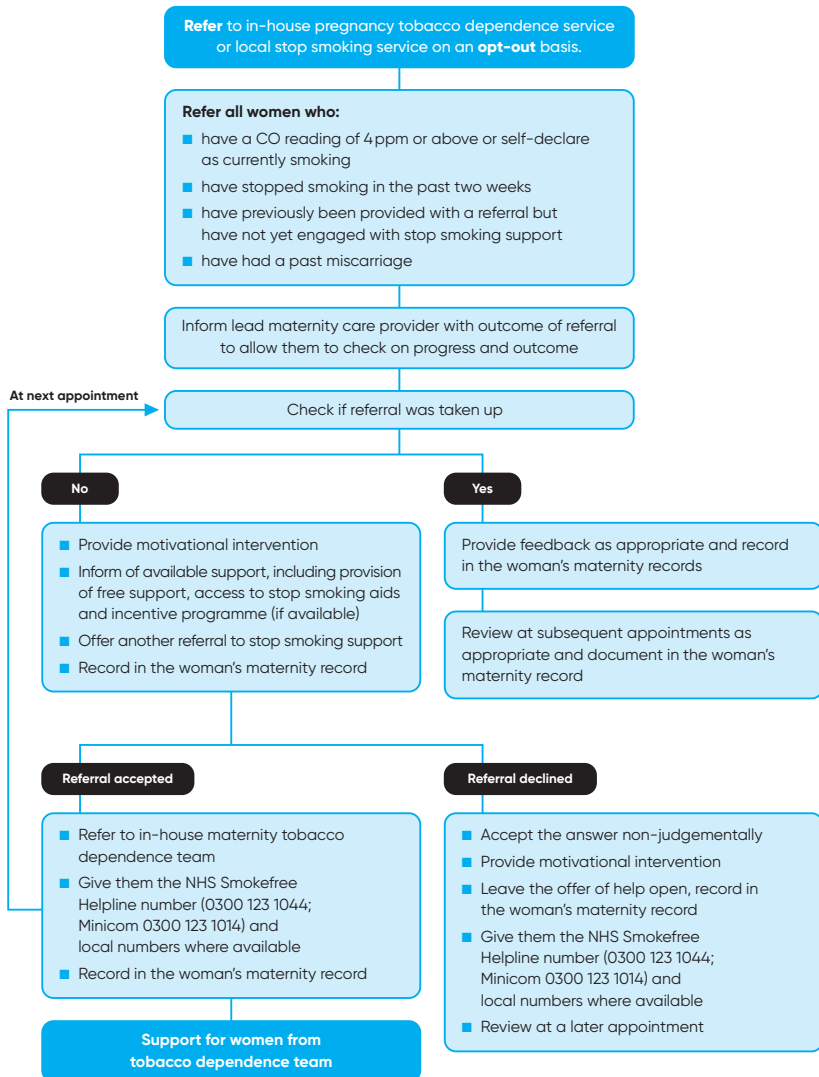 Refer to in-house pregnancy tobacco dependence service
or local stop smoking service on an opt-out basis.
Refer all women who:
■ have a CO reading of 4 ppm or above or self-declare
as currently smoking
■ have stopped smoking in the past two weeks
■ have previously been provided with a referral but
have not yet engaged with stop smoking support
■ have had a past miscarriage
Inform lead maternity care provider with outcome of referral
to allow them to check on progress and outcome
At next appointment
Check if referral was taken up
No
■ Provide motivational intervention
■ Inform of available support, including provision
of free support, access to stop smoking aids
and incentive programme (if available)
■ Offer another referral to stop smoking support
■ Record in the woman’s maternity record
Yes
Provide feedback as appropriate and record
in the woman’s maternity records
Review at subsequent appointments as
appropriate and document in the woman’s
maternity record
Referral accepted
■ Refer to in-house maternity tobacco
dependence team
■ Give them the NHS Smokefree
Helpline number (0300 123 1044;
Minicom 0300 123 1014) and
local numbers where available
■ Record in the woman’s maternity record
Support for women from
tobacco dependence team
Referral declined
■ Accept the answer non-judgementally
■ Provide motivational intervention
■ Leave the offer of help open, record in
the woman’s maternity record
■ Give them the NHS Smokefree
Helpline number (0300 123 1044;
Minicom 0300 123 1014) and
local numbers where available
■ Review at a later appointment